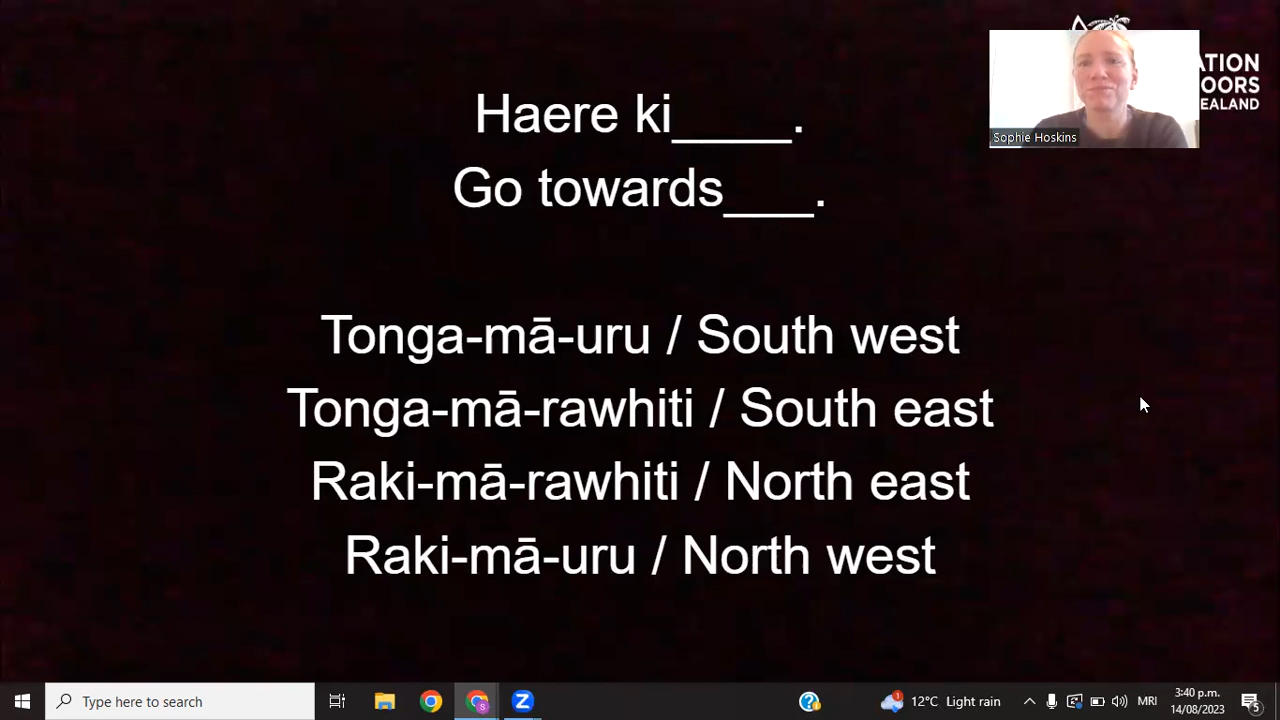 Haere ki____.
Go towards___.
Tonga-mā-uru / South west
Tonga-mā-rawhiti / South east
Raki-mā-rawhiti / North east
Raki-mā-uru / North west
ATION
OORS
EALAND
Sophie Hoskins
Type here to search
1
12°C Light rain
MRI
3:40 p.m.
14/08/2023
5